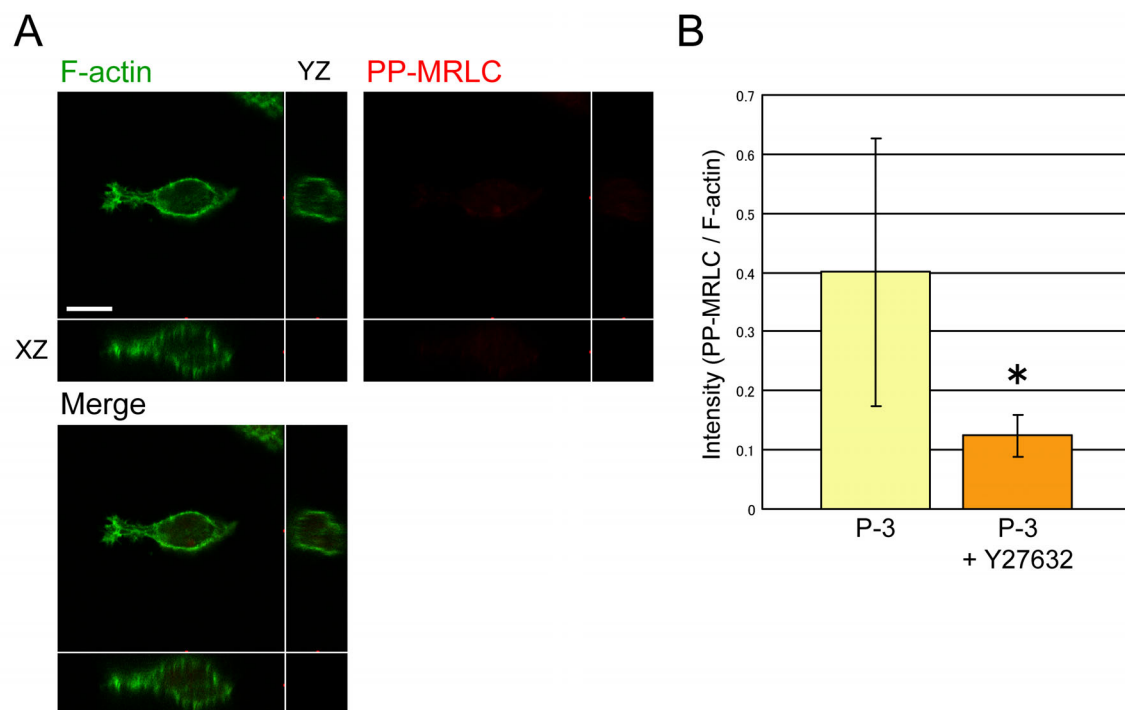 A
F-actin
YZ
PP-MRLC
XZ
Merge
B
Intensity (PP-MRLC / F-actin)
0.7
0.6
0.5
0.4
0.3
0.2
0.1
0
*
P-3
P-3
+ Y27632